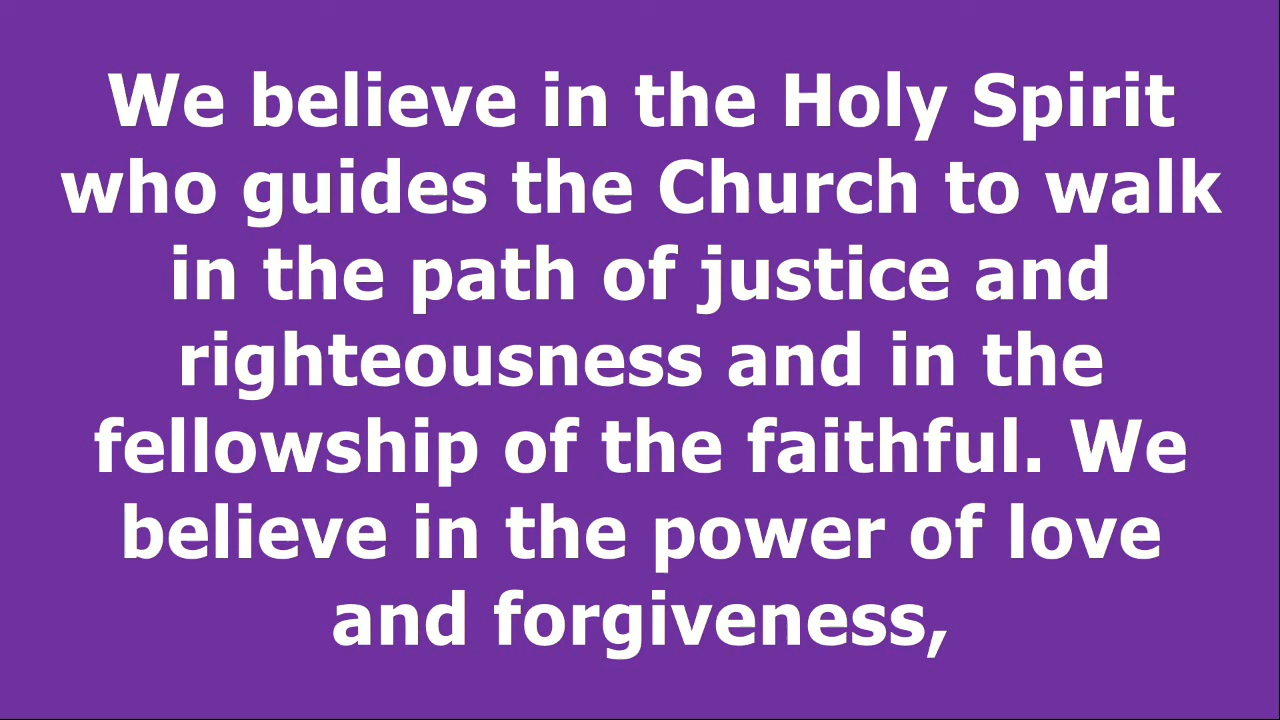 We believe in the Holy Spirit
who guides the Church to walk
in the path of justice and
righteousness and in the
fellowship of the faithful. We
believe in the power of love
and forgiveness,